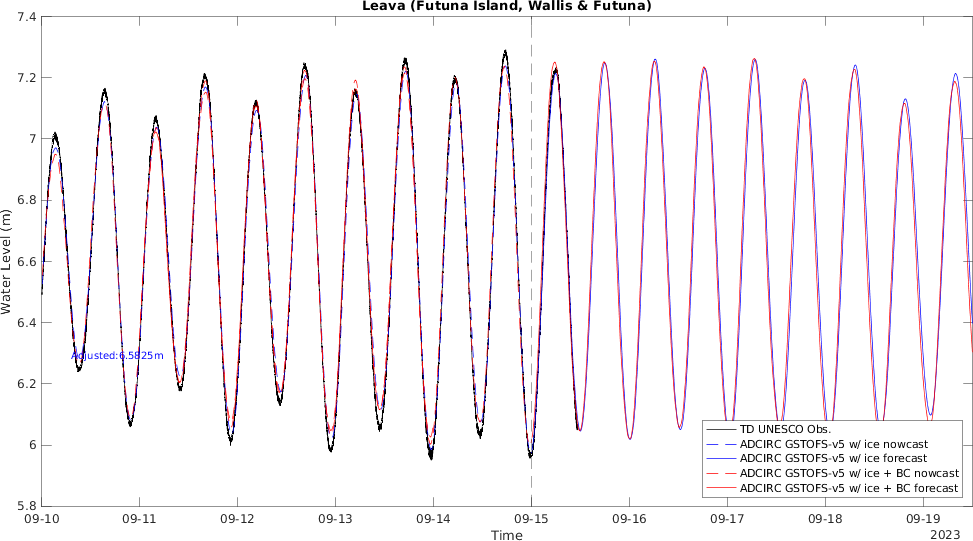 Leava (Futuna Island, Wallis & Futuna)
7.4
7.2
7
6.8
6.6
6.4
6.2
6
5.8
Water Level (m)
Adjusted:6.5825m
TD UNESCO Obs.
ADCIRC GSTOFS-v5 w/ ice nowcast
ADCIRC GSTOFS-v5 w/ ice forecast
ADCIRC GSTOFS-v5 w/ ice + BC nowcast
ADCIRC GSTOFS-v5 w/ ice + BC forecast
09-10 09-11 09-12 09-13 09-14 09-15 09-16 09-17 09-18 09-19
Time
2023